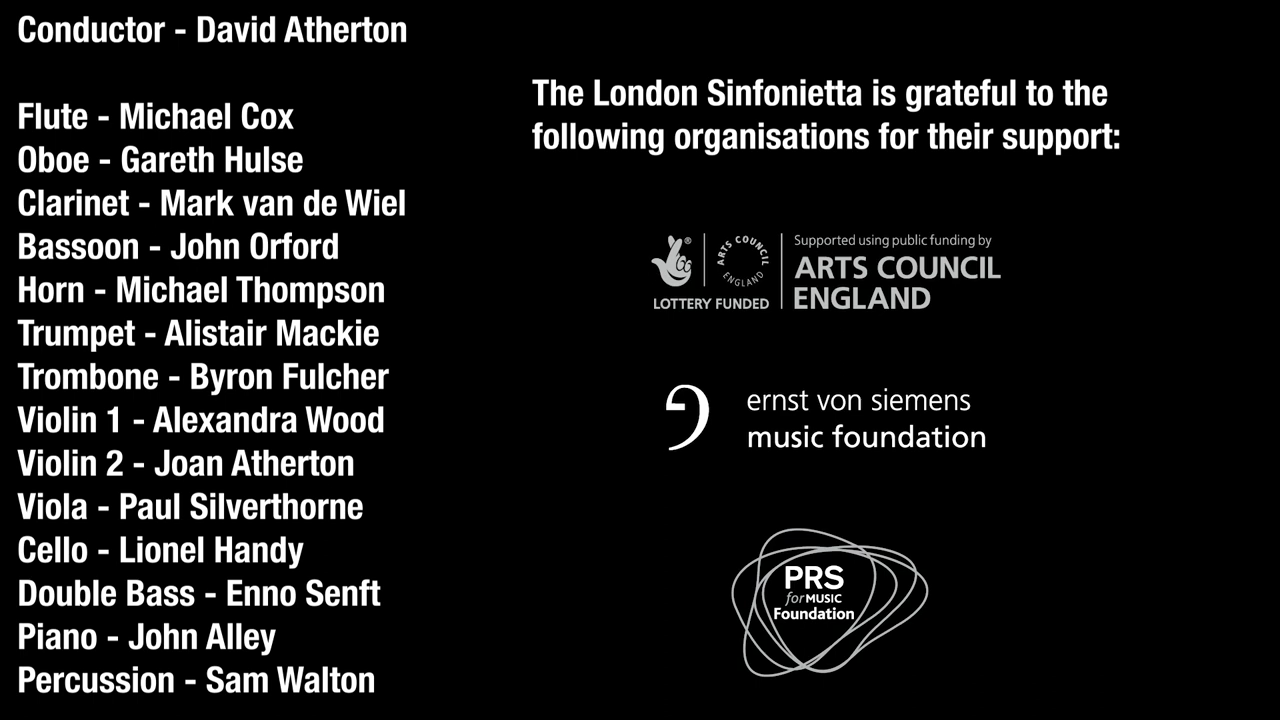 Conductor - David Atherton
Flute - Michael Cox
Oboe - Gareth Hulse
Clarinet - Mark van de Wiel
Bassoon - John Orford
Horn - Michael Thompson
Trumpet - Alistair Mackie
Trombone - Byron Fulcher
Violin 1 - Alexandra Wood
Violin 2 - Joan Atherton
Viola - Paul Silverthorne
Cello - Lionel Handy
Double Bass - Enno Senft
Piano - John Alley
Percussion - Sam Walton
The London Sinfonietta is grateful to the
following organisations for their support:
®
LOTTERY FUNDED
ARTS COUNCIL
ENGLAND
Supported using public funding by
ARTS COUNCIL
ENGLAND
ernst von siemens
music foundation
PRS
for MUSIC
Foundation